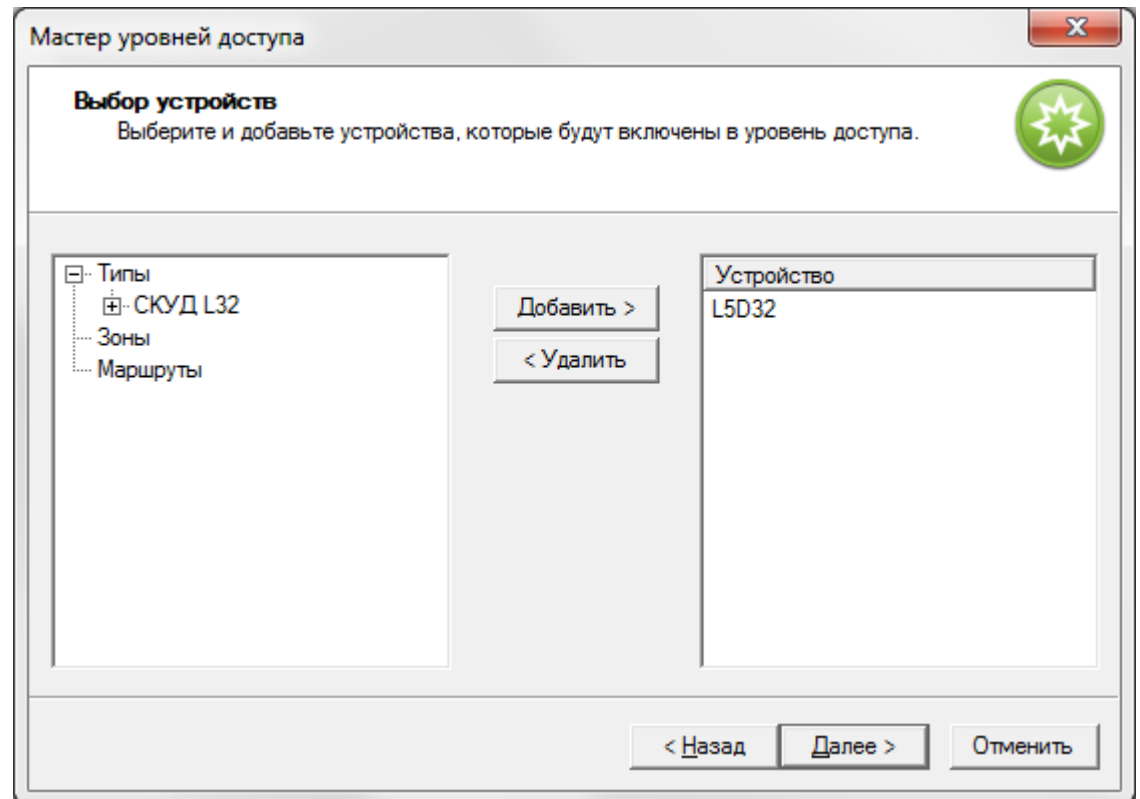 Мастер уровней доступа
Выбор устройств
Выберите и добавьте устройства, которые будут включены в уровень доступа.
Типы
СКУД L32
Зоны
Маршруты
Добавить >
< Удалить
Устройство
L5D32
< Назад
Далее >
Отменить